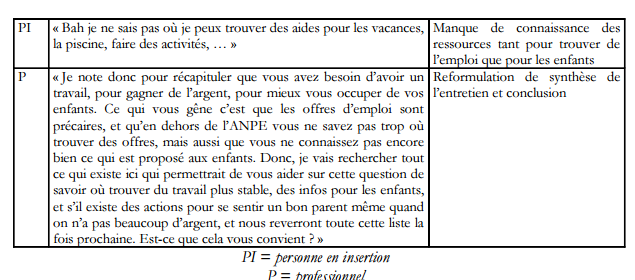 PI « Bah je ne sais pas où je peux trouver des aides pour les vacances, Manque de connaissance des
la piscine, faire des activités, … » ressources tant pour trouver de
l'emploi que pour les enfants
P « Je note donc pour récapituler que vous avez besoin d'avoir un Reformulation de synthèse de
travail, pour gagner de l'argent, pour mieux vous occuper de vos l'entretien et conclusion
enfants. Ce qui vous gêne c'est que les offres d'emploi sont
précaires, et qu'en dehors de l'ANPE vous ne savez pas trop où
trouver des offres, mais aussi que vous ne connaissez pas encore
bien ce qui est proposé aux enfants. Donc, je vais rechercher tout
ce qui existe ici qui permettrait de vous aider sur cette question de
savoir où trouver du travail plus stable, des infos pour les enfants,
et s'il existe des actions pour se sentir un bon parent même quand
on n'a pas beaucoup d'argent, et nous reverrons toute cette liste la
fois prochaine. Est-ce que cela vous convient ? »
PI = personne en insertion
P = professionnel